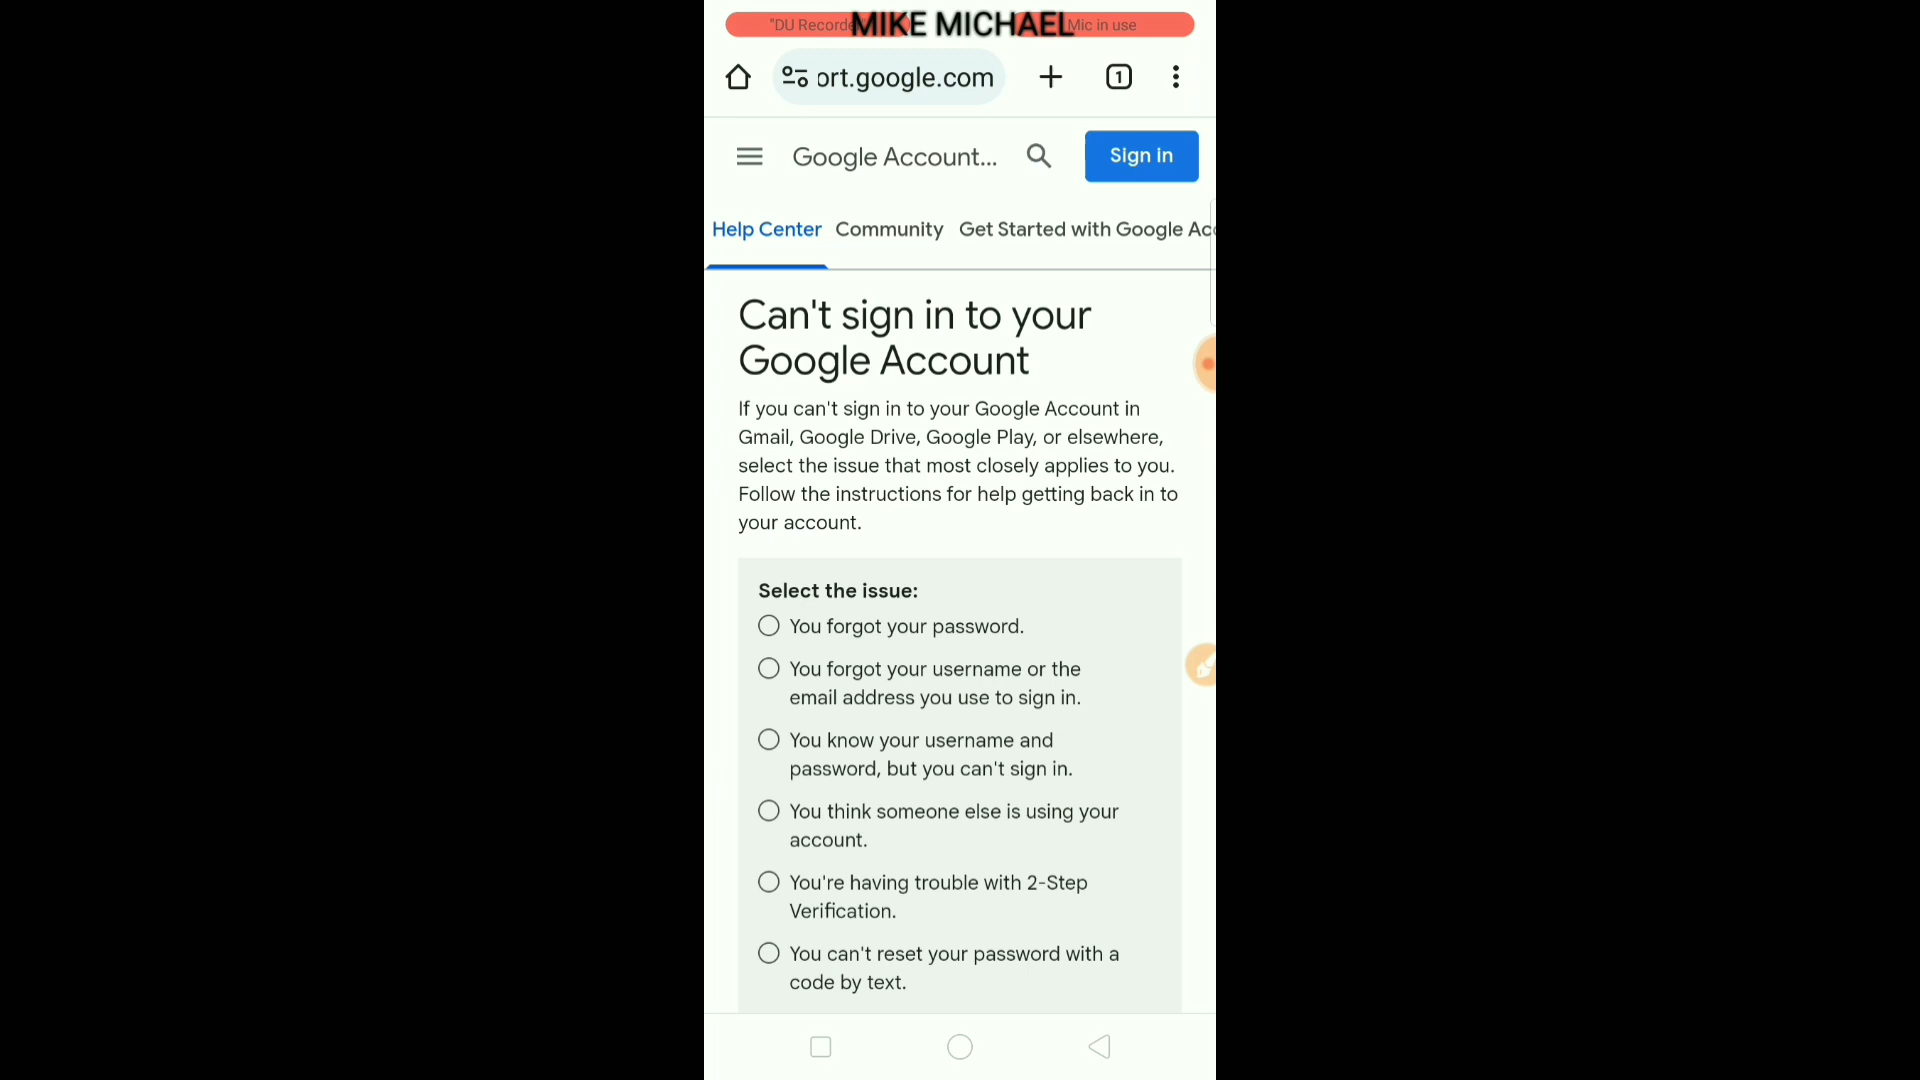 "DU Recorde MIKE MICHAEL Mic in use
ort.google.com 1
Google Account... Sign in
Help Center Community Get Started with Google Acc
Can't sign in to your
Google Account
If you can't sign in to your Google Account in
Gmail, Google Drive, Google Play, or elsewhere,
select the issue that most closely applies to you.
Follow the instructions for help getting back in to
your account.
Select the issue:
You forgot your password.
You forgot your username or the
email address you use to sign in.
You know your username and
password, but you can't sign in.
You think someone else is using your
account.
You're having trouble with 2-Step
Verification.
You can't reset your password with a
code by text.